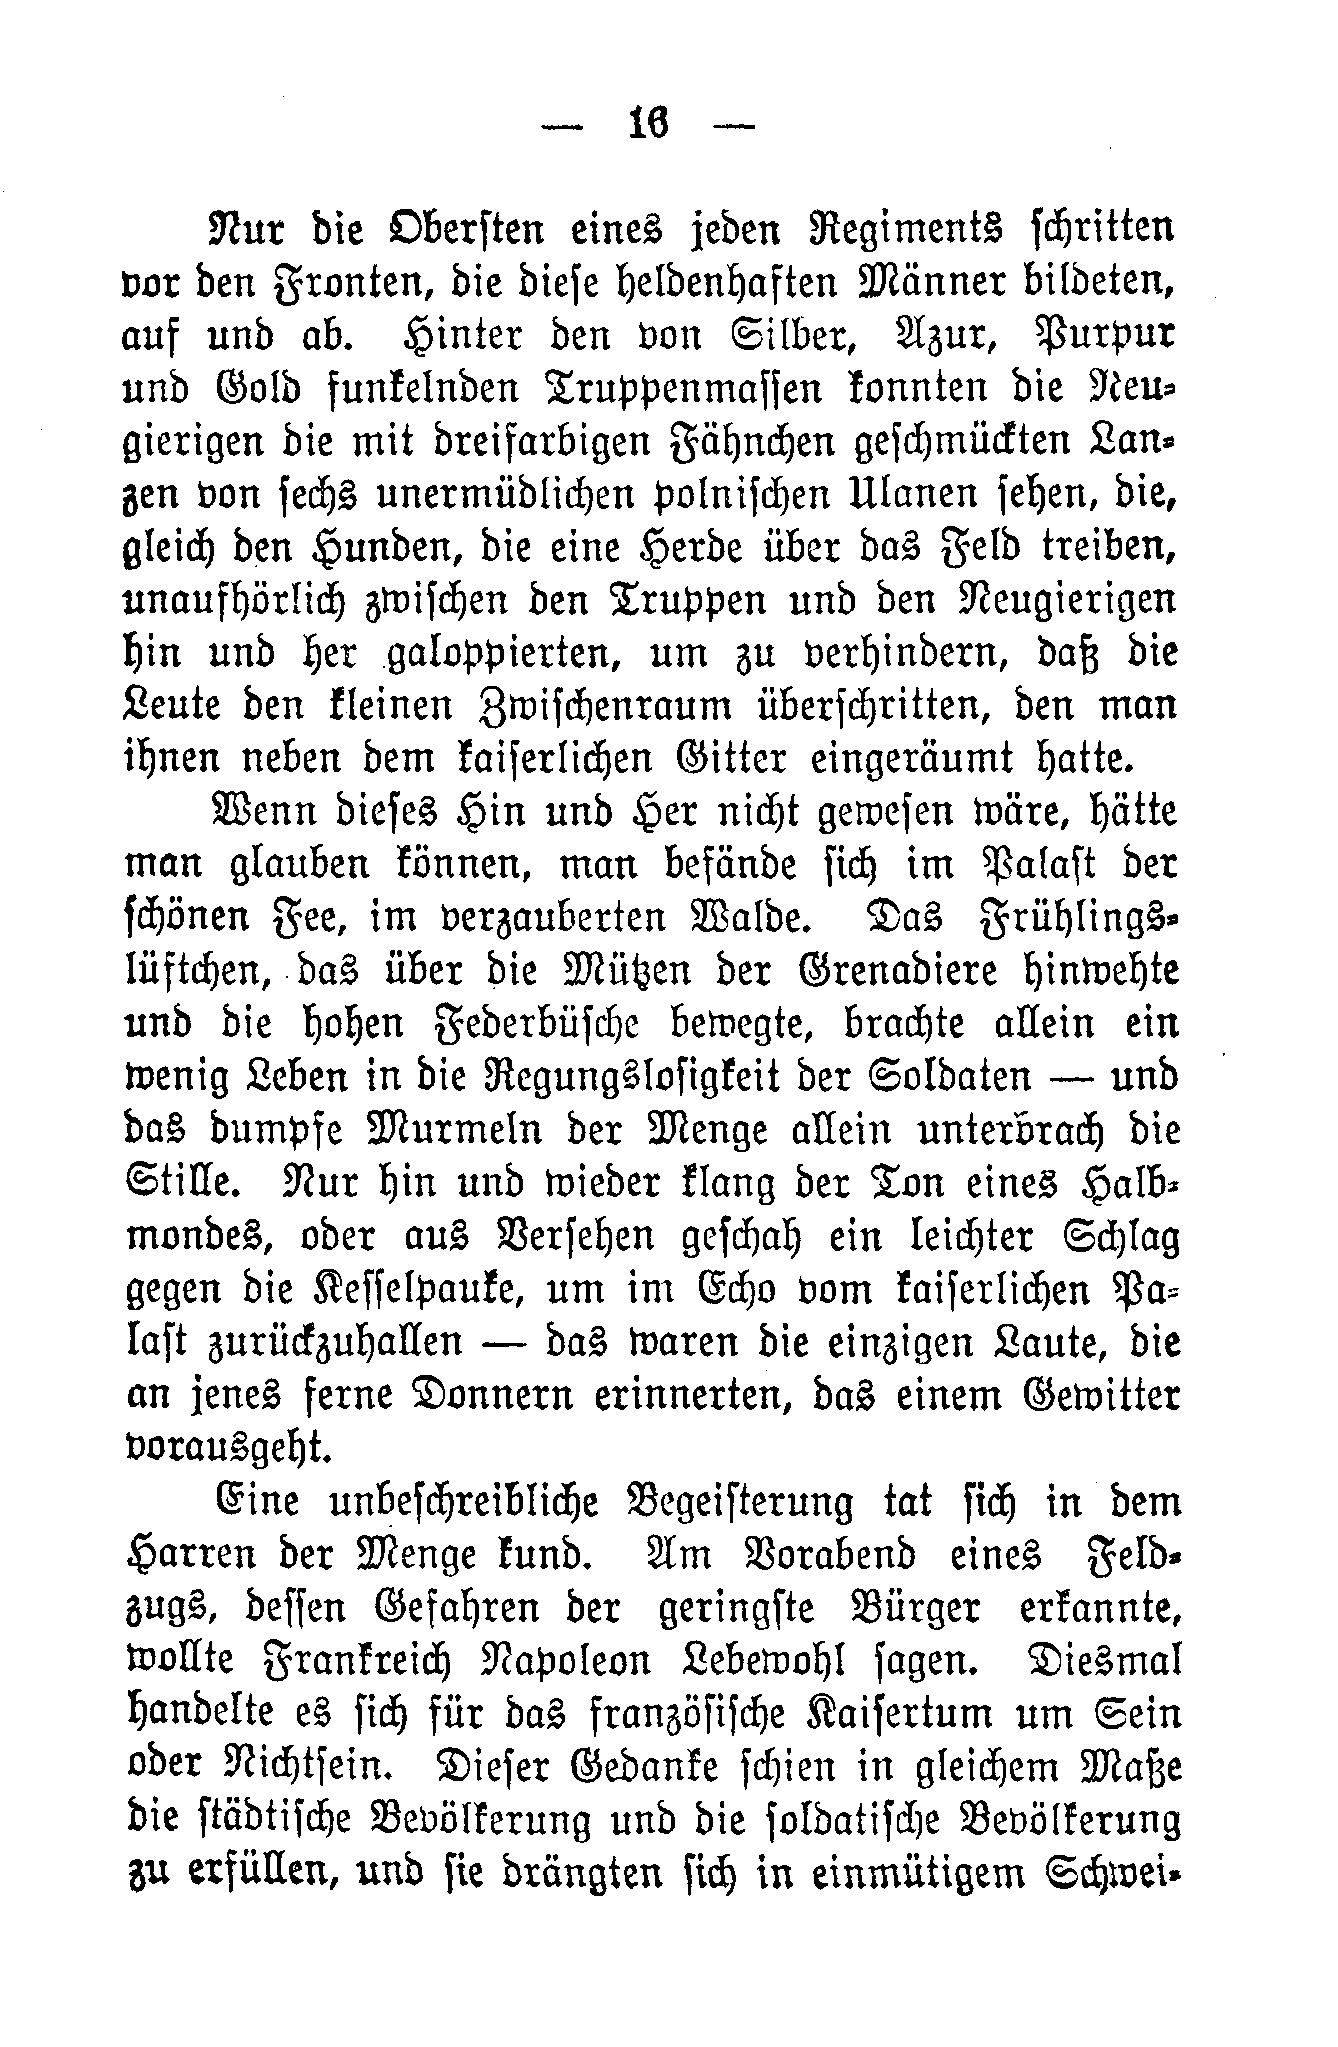 — 16 —
Nur die Obersten eines jeden Regiments schritten
vor den Fronten, die diese heldenhaften Männer bildeten,
auf und ab. Hinter den von Silber, Azur, Purpur
und Gold funkelnden Truppenmassen konnten die Neu-
gierigen die mit dreifarbigen Fähnchen geschmückten Lan-
zen von sechs unermüdlichen polnischen Ulanen sehen, die,
gleich den Hunden, die eine Herde über das Feld treiben,
unaufhörlich zwischen den Truppen und den Neugierigen
hin und her galoppierten, um zu verhindern, daß die
Leute den kleinen Zwischenraum überschritten, den man
ihnen neben dem kaiserlichen Gitter eingeräumt hatte.
Wenn dieses Hin und Her nicht gewesen wäre, hätte
man glauben können, man befände sich im Palast der
schönen Fee, im verzauberten Walde. Das Frühlings-
lüftchen, das über die Mützen der Grenadiere hinwehte
und die hohen Federbüsche bewegte, brachte allein ein
wenig Leben in die Regungslosigkeit der Soldaten — und
das dumpfe Murmeln der Menge allein unterbrach die
Stille. Nur hin und wieder klang der Ton eines Halb-
mondes, oder aus Versehen geschah ein leichter Schlag
gegen die Kesselpauke, um im Echo vom kaiserlichen Pa-
last zurückzuhallen — das waren die einzigen Laute, die
an jenes ferne Donnern erinnerten, das einem Gewitter
vorausgeht.
Eine unbeschreibliche Begeisterung tat sich in dem
Harren der Menge kund. Am Vorabend eines Feld-
zugs, dessen Gefahren der geringste Bürger erkannte,
wollte Frankreich Napoleon Lebewohl sagen. Diesmal
handelte es sich für das französische Kaisertum um Sein
oder Nichtsein. Dieser Gedanke schien in gleichem Maße
die städtische Bevölkerung und die soldatische Bevölkerung
zu erfüllen, und sie drängten sich in einmütigem Schwei-